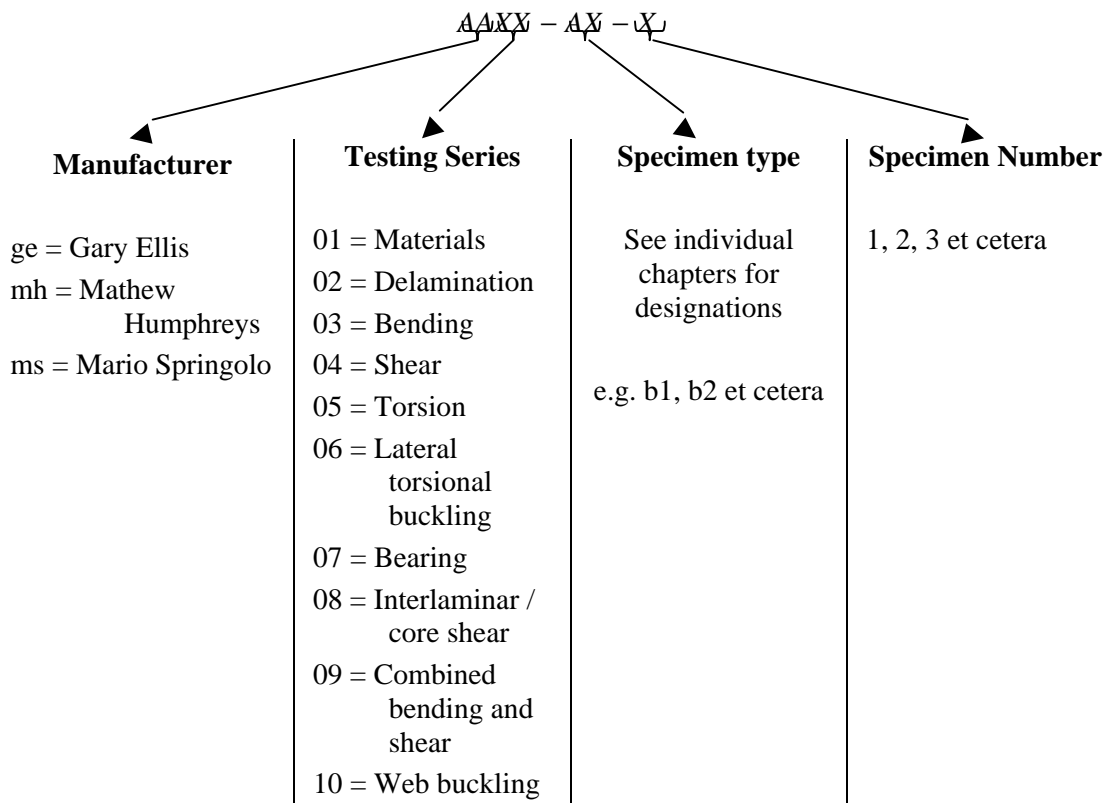 AAXX – AX – X
Manufacturer
ge = Gary Ellis
mh = Mathew
Humphreys
ms = Mario Springolo
Testing Series
01 = Materials
02 = Delamination
03 = Bending
04 = Shear
05 = Torsion
06 = Lateral
torsional
buckling
07 = Bearing
08 = Interlaminar /
core shear
09 = Combined
bending and
shear
10 = Web buckling
Specimen type
See individual
chapters for
designations
e.g. b1, b2 et cetera
Specimen Number
1, 2, 3 et cetera